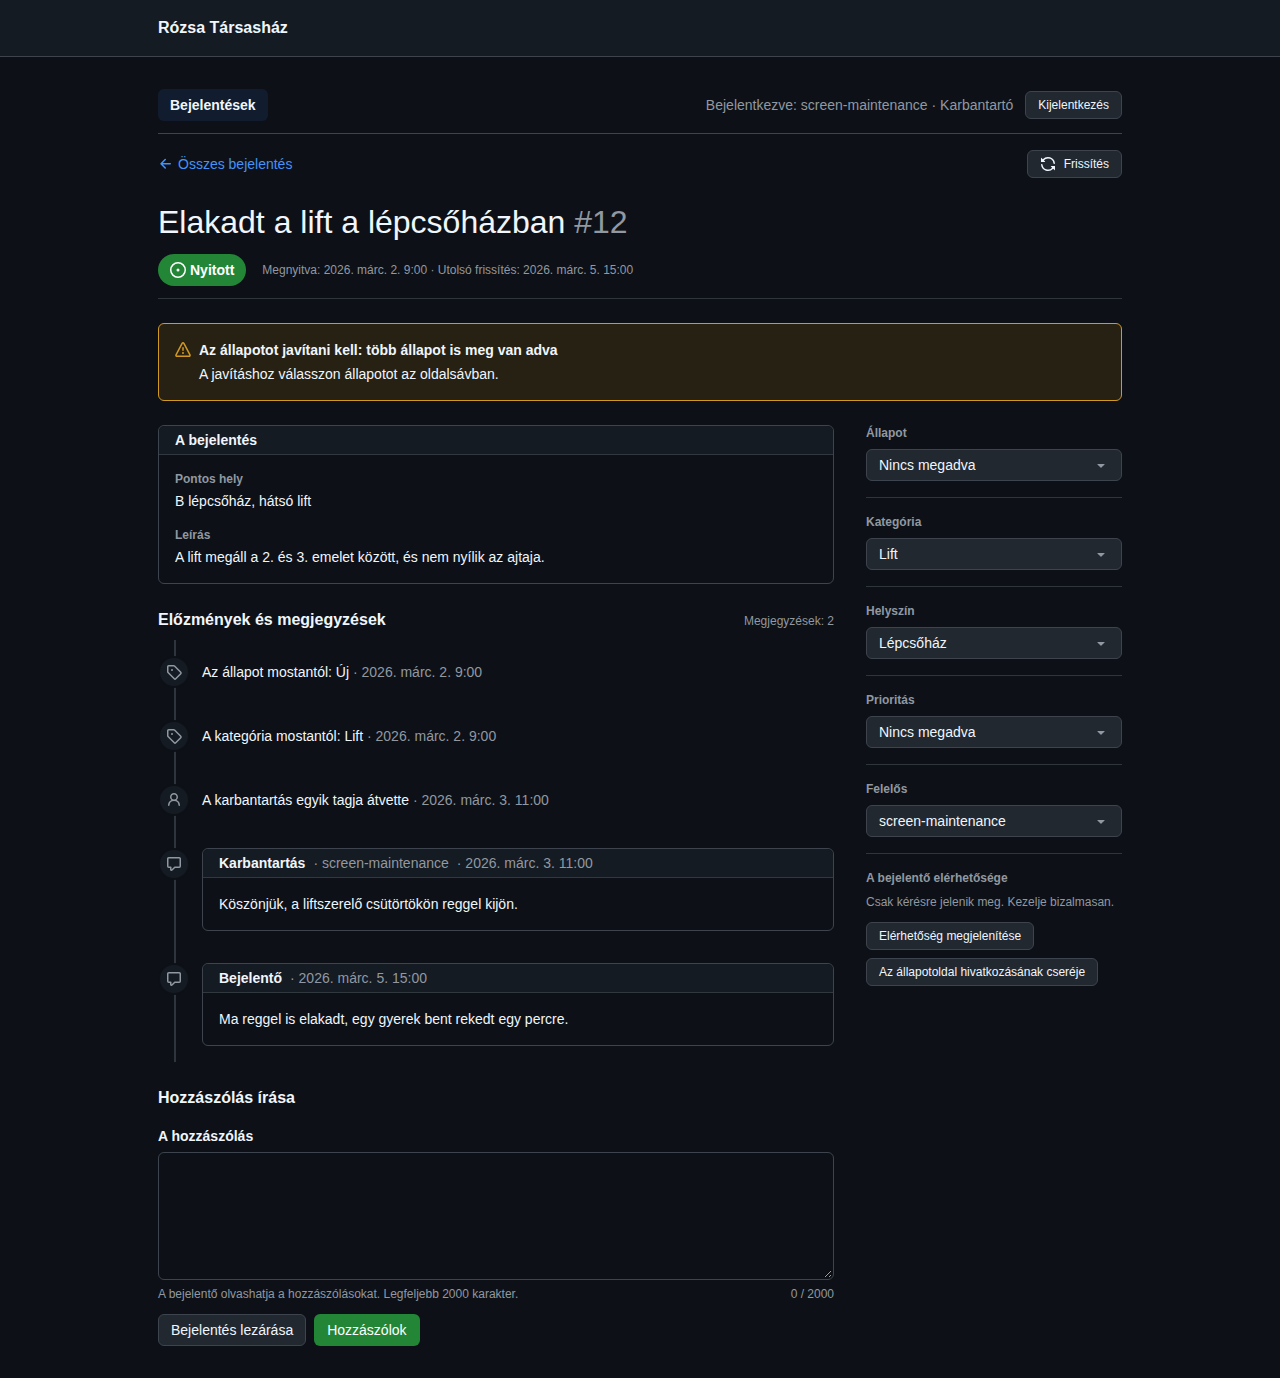 Rózsa Társasház
Bejelentések
Bejelentkezve: screen-maintenance · Karbantartó
Kijelentkezés
Összes bejelentés
Frissítés
Elakadt a lift a lépcsőházban #12
Nyitott
Megnyitva: 2026. márc. 2. 9:00 · Utolsó frissítés: 2026. márc. 5. 15:00
Az állapotot javítani kell: több állapot is meg van adva
A javításhoz válasszon állapotot az oldalsávban.
A bejelentés
Pontos hely
B lépcsőház, hátsó lift
Leírás
A lift megáll a 2. és 3. emelet között, és nem nyílik az ajtaja.
Előzmények és megjegyzések
Megjegyzések: 2
Az állapot mostantól: Új · 2026. márc. 2. 9:00
A kategória mostantól: Lift · 2026. márc. 2. 9:00
A karbantartás egyik tagja átvette · 2026. márc. 3. 11:00
Karbantartás · screen-maintenance · 2026. márc. 3. 11:00
Köszönjük, a liftszerelő csütörtökön reggel kijön.
Bejelentő · 2026. márc. 5. 15:00
Ma reggel is elakadt, egy gyerek bent rekedt egy percre.
Hozzászólás írása
A hozzászólás
A bejelentő olvashatja a hozzászólásokat. Legfeljebb 2000 karakter.
0 / 2000
Bejelentés lezárása
Hozzászólok
Állapot
Nincs megadva
Kategória
Lift
Helyszín
Lépcsőház
Prioritás
Nincs megadva
Felelős
screen-maintenance
A bejelentő elérhetősége
Csak kérésre jelenik meg. Kezelje bizalmasan.
Elérhetőség megjelenítése
Az állapotoldal hivatkozásának cseréje